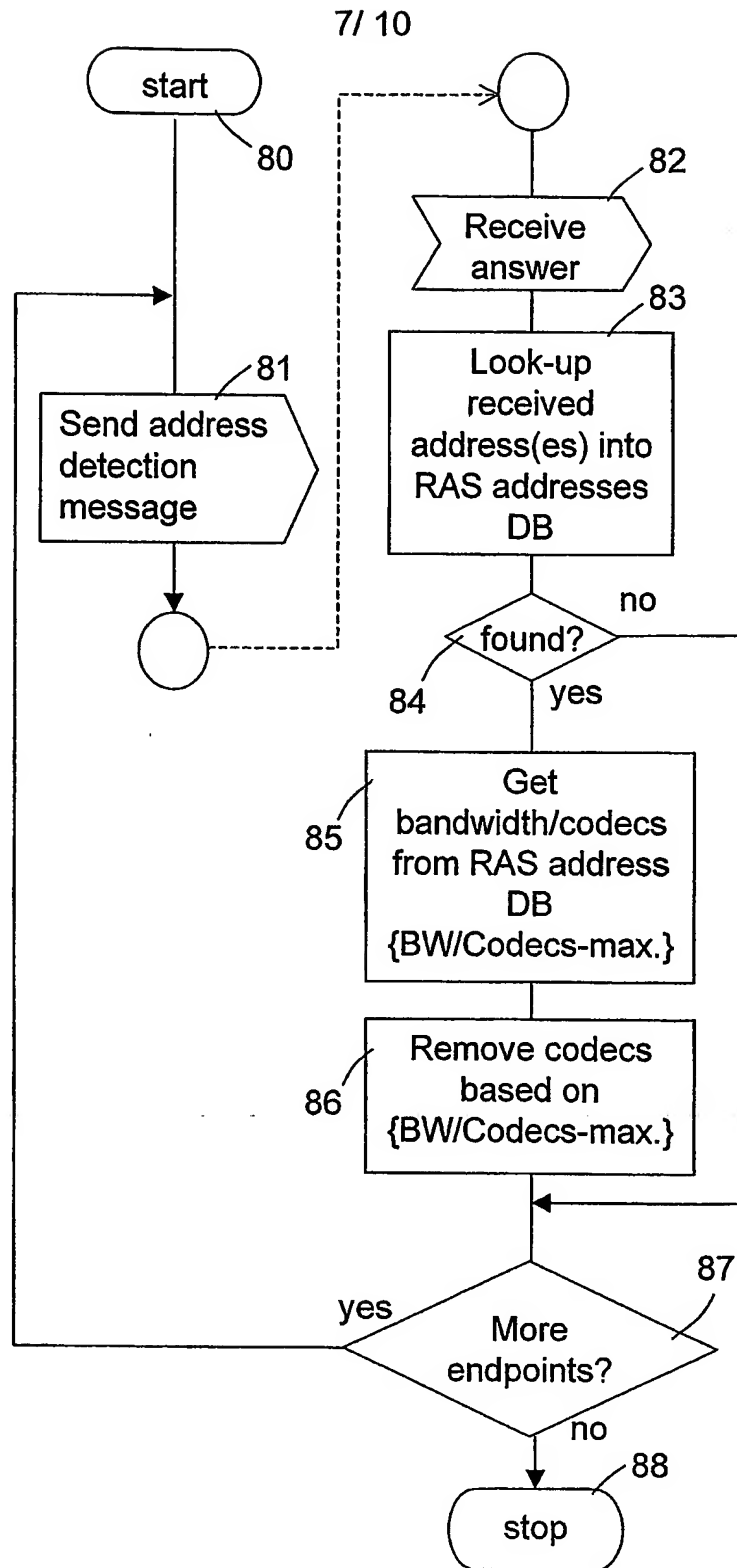 7/ 10
start
80
81
Send address
detection
message
82
Receive
answer
83
Look-up
received
address(es) into
RAS addresses
DB
no
found?
84
yes
85
Get
bandwidth/codecs
from RAS address
DB
{BW/Codecs-max.}
86
Remove codecs
based on
{BW/Codecs-max.}
87
yes
More
endpoints?
no
88
stop